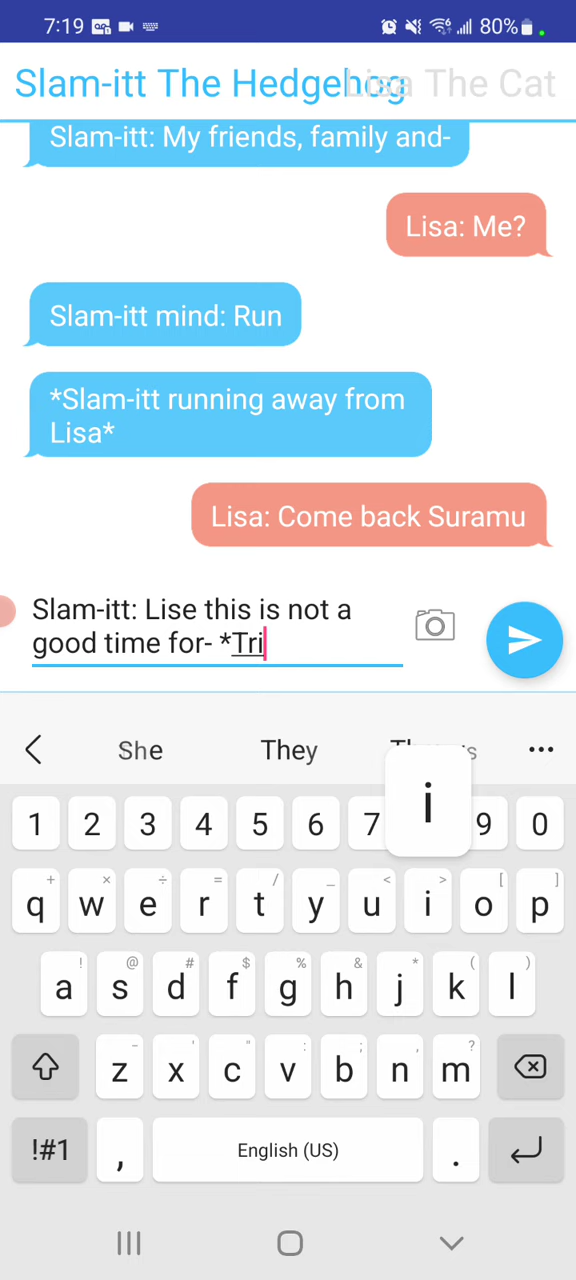 7:19 80%
Slam-itt The Hedgehog The Cat
Slam-itt: My friends, family and-
Lisa: Me?
Slam-itt mind: Run
*Slam-itt running away from
Lisa*
Lisa: Come back Suramu
Slam-itt: Lise this is not a
good time for- *Tri
She They
i
1 2 3 4 5 6 7 9 0
+ × ÷ = / _ < > [ ]
q w e r t y u i o p
! @ # $ % & * ( )
a s d f g h j k l
- ' " : ; , ?
z x c v b n m
!#1 , English (US) .